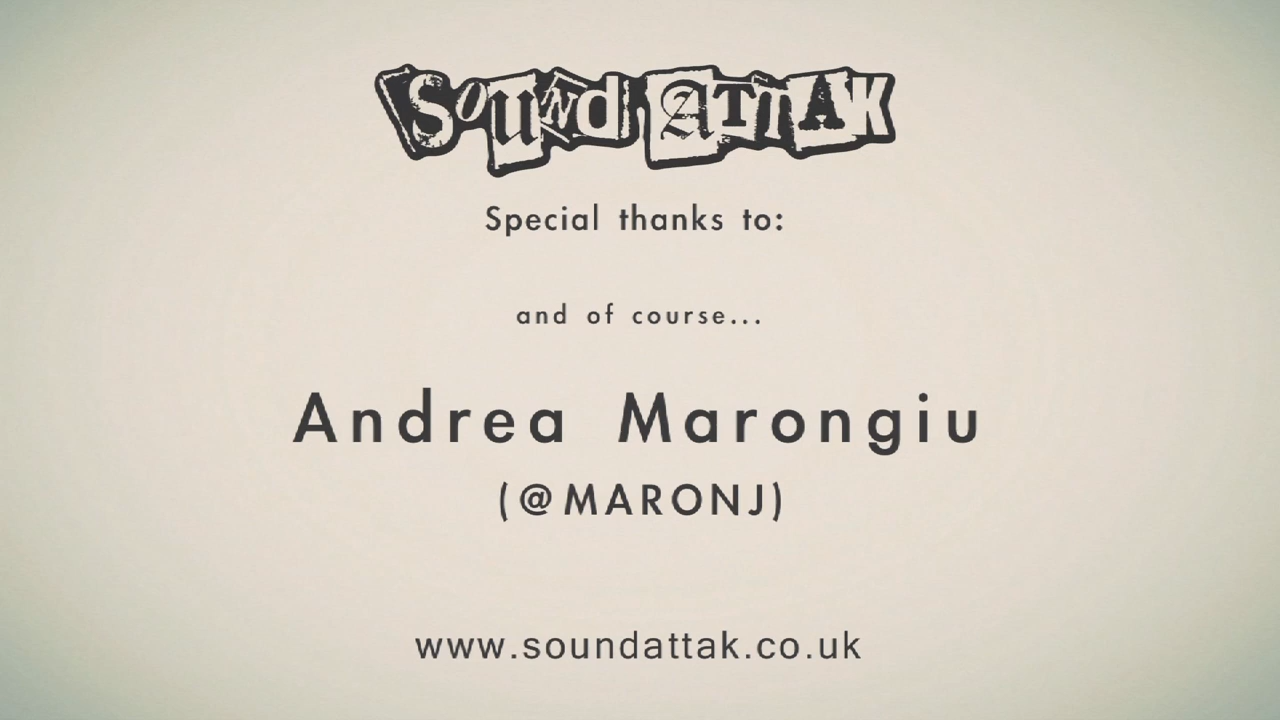 SOUND ATTAK
Special thanks to:
and of course...
Andrea Marongiu
(@MARONJ)
www.soundattak.co.uk